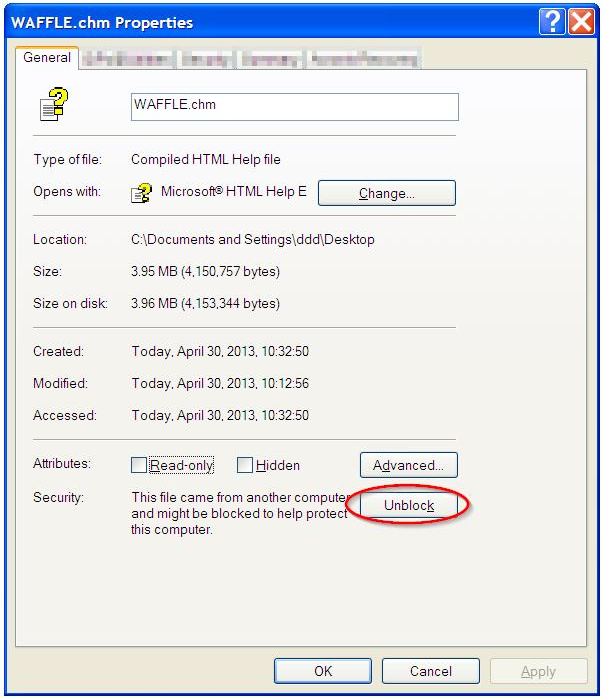 WAFFLE.chm Properties
General
WAFFLE.chm
Type of file: Compiled HTML Help file
Opens with: Microsoft® HTML Help E Change...
Location: C:\Documents and Settings\ddd\Desktop
Size: 3.95 MB (4,150,757 bytes)
Size on disk: 3.96 MB (4,153,344 bytes)
Created: Today, April 30, 2013, 10:32:50
Modified: Today, April 30, 2013, 10:12:56
Accessed: Today, April 30, 2013, 10:32:50
Attributes: Read-only Hidden Advanced...
Security: This file came from another computer
and might be blocked to help protect
this computer.
Unblock
OK Cancel Apply